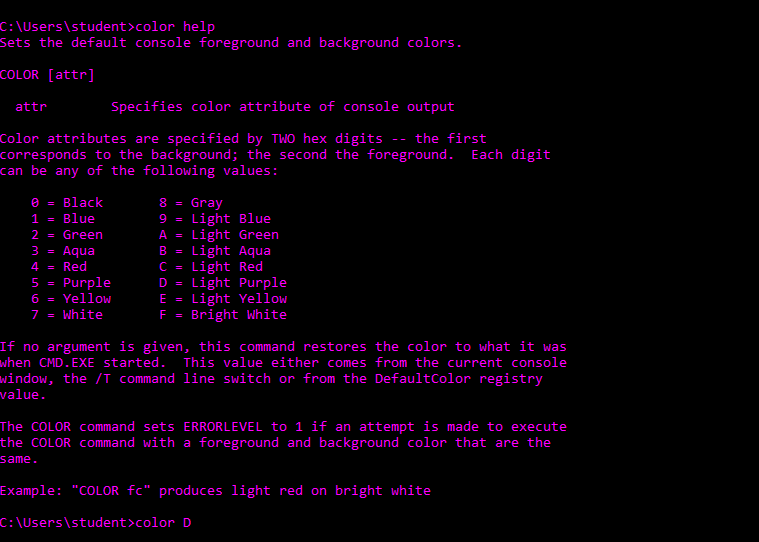 C:\Users\student>color help
Sets the default console foreground and background colors.
COLOR [attr]
attr        Specifies color attribute of console output
Color attributes are specified by TWO hex digits -- the first
corresponds to the background; the second the foreground.  Each digit
can be any of the following values:
0 = Black       8 = Gray
1 = Blue        9 = Light Blue
2 = Green       A = Light Green
3 = Aqua        B = Light Aqua
4 = Red         C = Light Red
5 = Purple      D = Light Purple
6 = Yellow      E = Light Yellow
7 = White       F = Bright White
If no argument is given, this command restores the color to what it was
when CMD.EXE started.  This value either comes from the current console
window, the /T command line switch or from the DefaultColor registry
value.
The COLOR command sets ERRORLEVEL to 1 if an attempt is made to execute
the COLOR command with a foreground and background color that are the
same.
Example: "COLOR fc" produces light red on bright white
C:\Users\student>color D